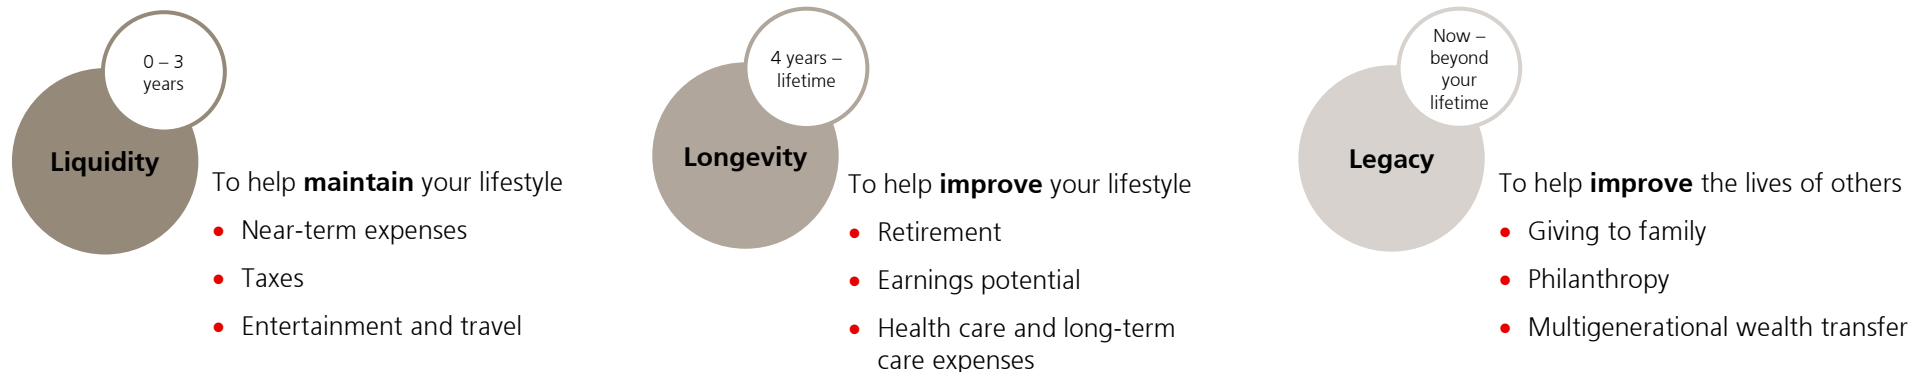 0 – 3
years
Liquidity
To help maintain your lifestyle
• Near-term expenses
• Taxes
• Entertainment and travel
4 years –
lifetime
Longevity
To help improve your lifestyle
• Retirement
• Earnings potential
• Health care and long-term
care expenses
Now –
beyond
your
lifetime
Legacy
To help improve the lives of others
• Giving to family
• Philanthropy
• Multigenerational wealth transfer